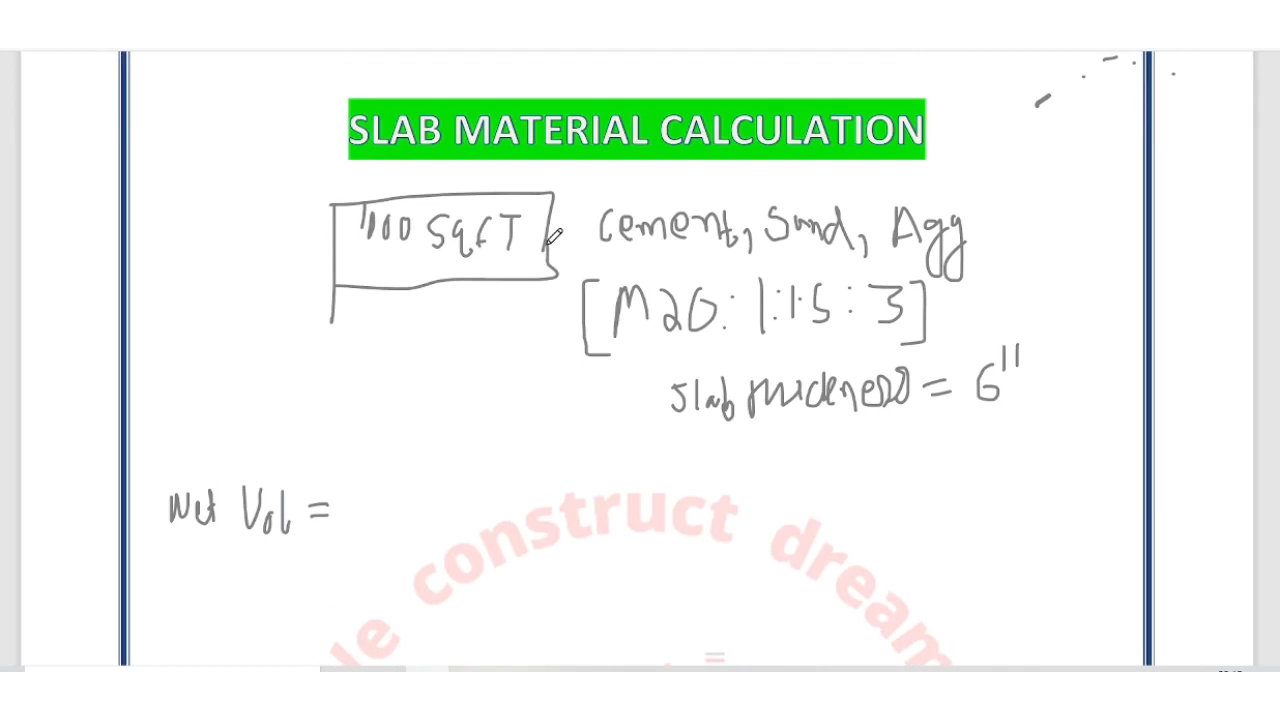 SLAB MATERIAL CALCULATION
1000 SqFT cement, Sand, Agg
[M20: 1:1.5:3]
Slab thickness = 6"
Wet Vol =
construct dream